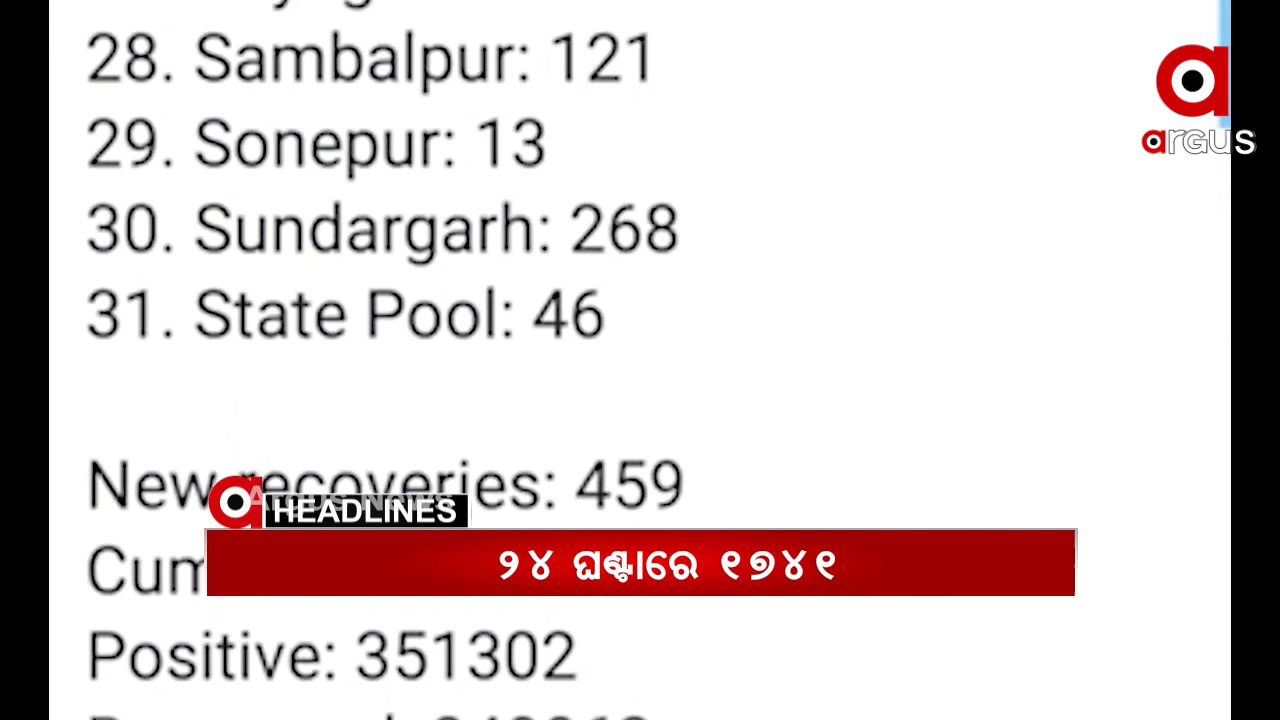 28. Sambalpur: 121
29. Sonepur: 13
30. Sundargarh: 268
31. State Pool: 46
argus
New recoveries: 459
HEADLINES
୨୪ ଘଣ୍ଟାରେ ୧୭୪୧
Positive: 351302